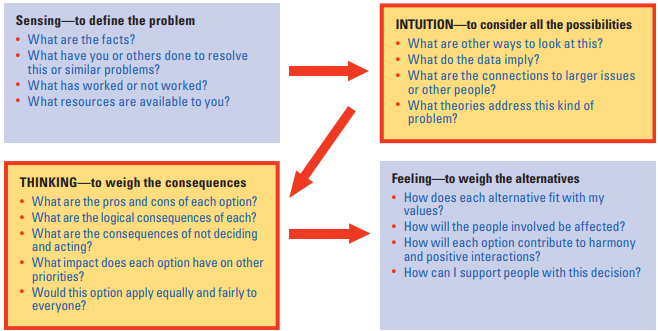 Sensing—to define the problem
• What are the facts?
• What have you or others done to resolve
this or similar problems?
• What has worked or not worked?
• What resources are available to you?
INTUITION—to consider all the possibilities
• What are other ways to look at this?
• What do the data imply?
• What are the connections to larger issues
or other people?
• What theories address this kind of
problem?
THINKING—to weigh the consequences
• What are the pros and cons of each option?
• What are the logical consequences of each?
• What are the consequences of not deciding
and acting?
• What impact does each option have on other
priorities?
• Would this option apply equally and fairly to
everyone?
Feeling—to weigh the alternatives
• How does each alternative fit with my
values?
• How will the people involved be affected?
• How will each option contribute to harmony
and positive interactions?
• How can I support people with this decision?